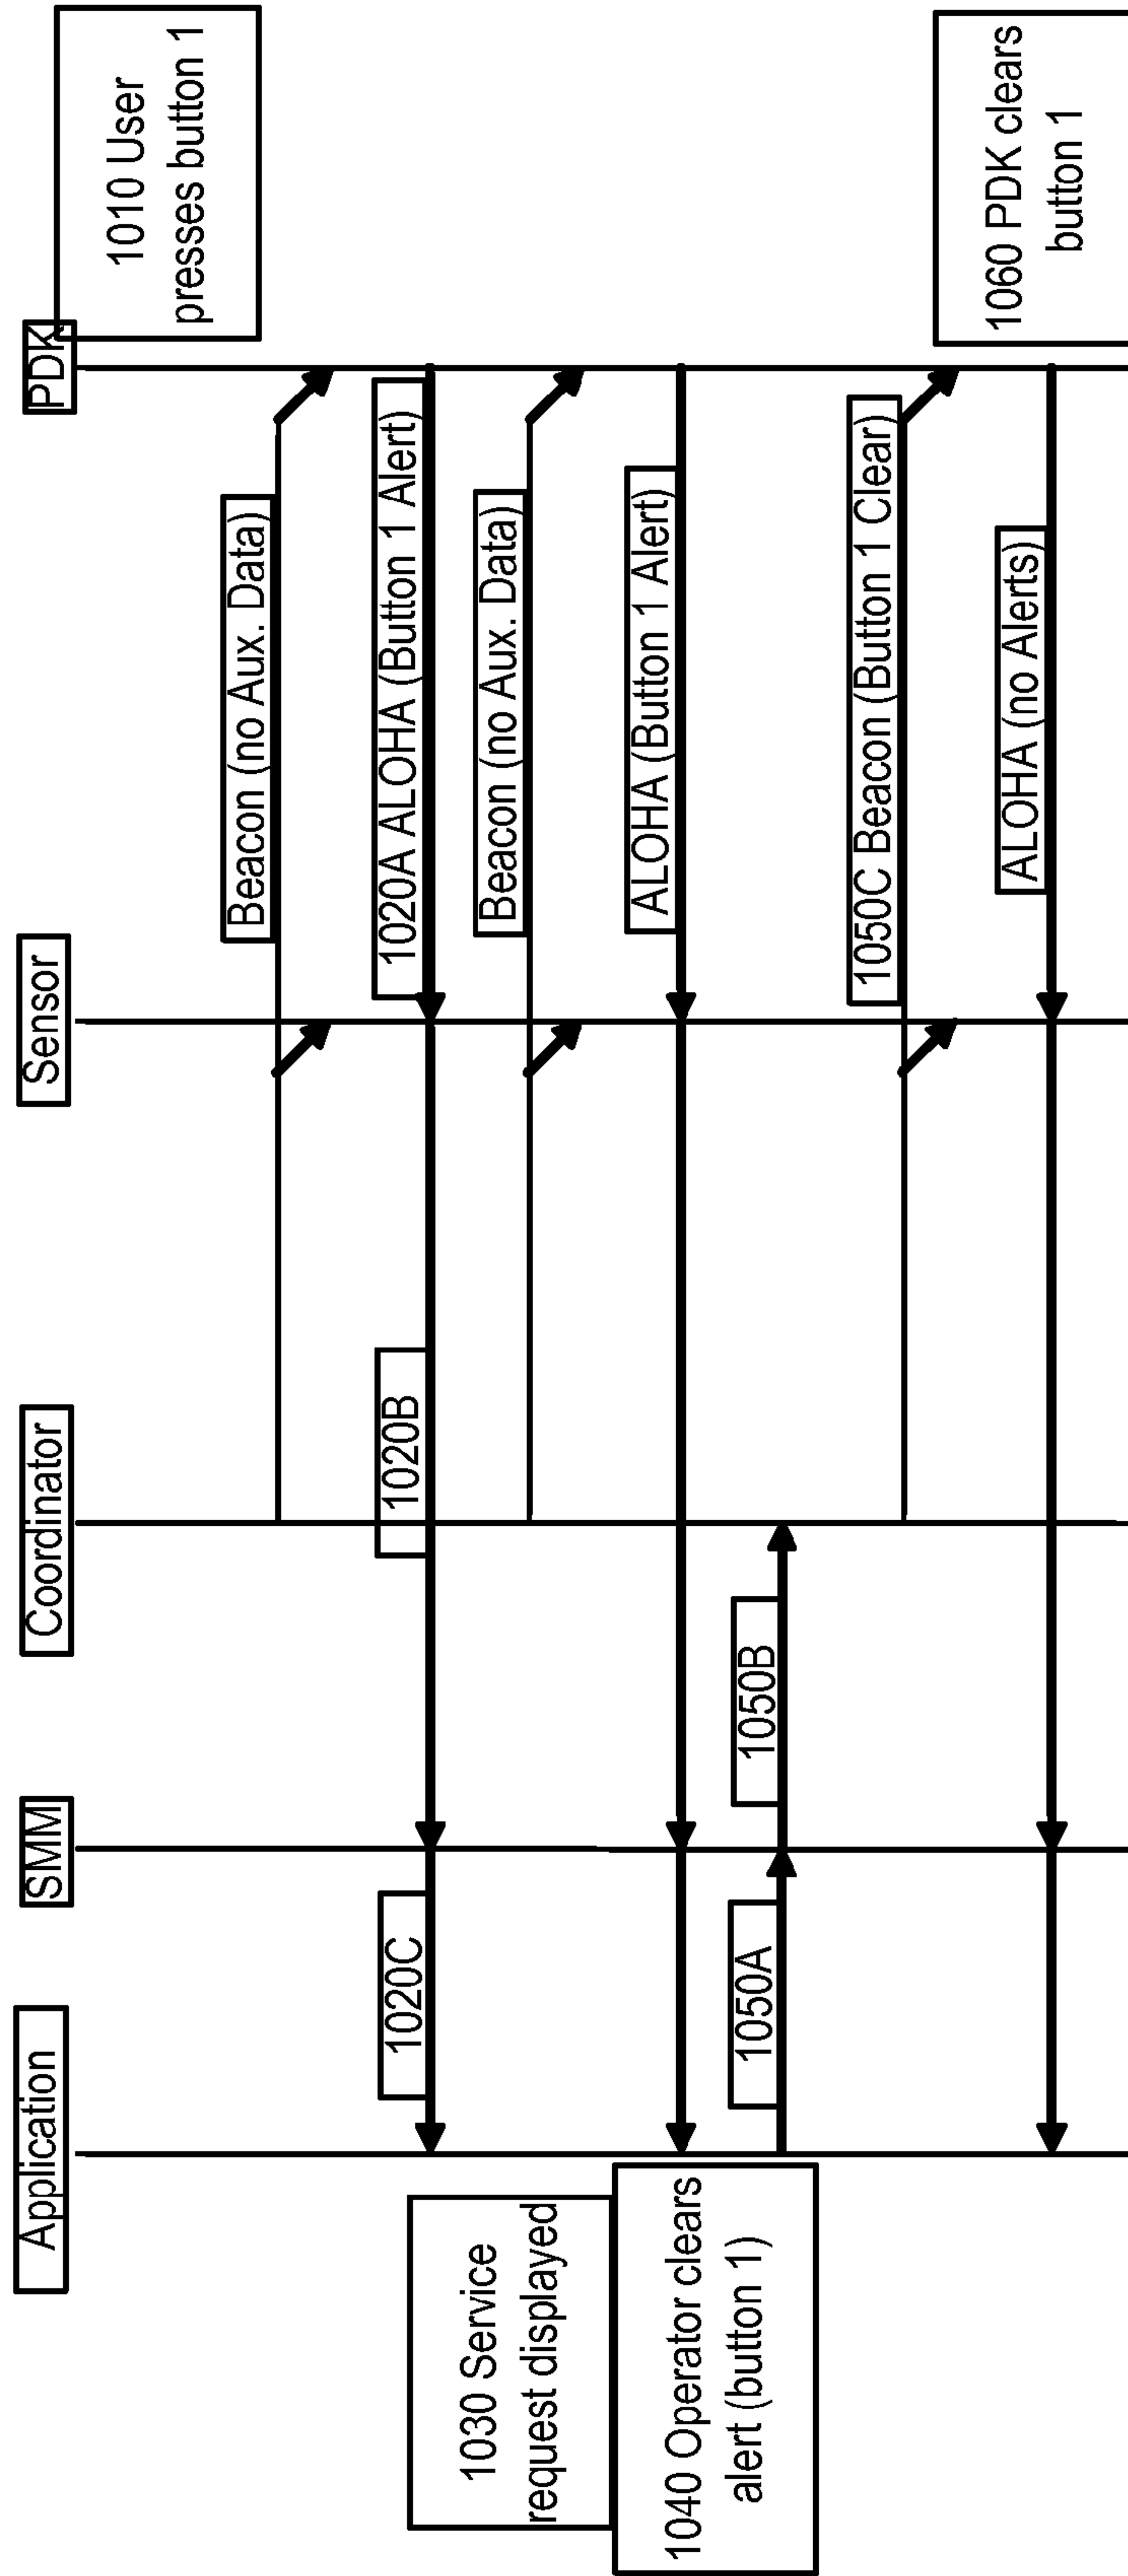 Application
SMM
Coordinator
Sensor
PDK
1010 User
presses button 1
Beacon (no Aux. Data)
1020A ALOHA (Button 1 Alert)
1020B
1020C
1030 Service
request displayed
Beacon (no Aux. Data)
ALOHA (Button 1 Alert)
1040 Operator clears
alert (button 1)
1050A
1050B
1050C Beacon (Button 1 Clear)
1060 PDK clears
button 1
ALOHA (no Alerts)